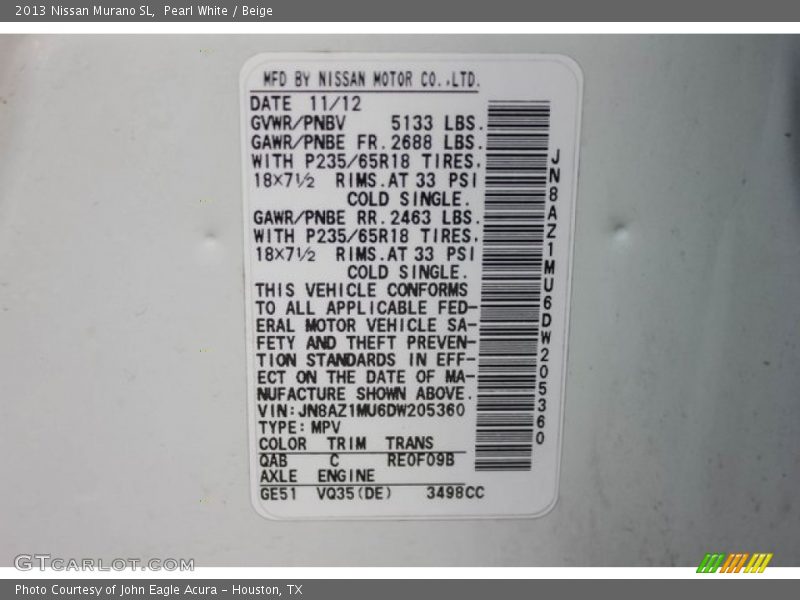 2013 Nissan Murano SL,  Pearl White / Beige
MFD BY NISSAN MOTOR CO.,LTD.
DATE 11/12
GVWR/PNBV 5133 LBS.
GAWR/PNBE FR. 2688 LBS.
WITH P235/65R18 TIRES.
18×7½ RIMS. AT 33 PSI
COLD SINGLE.
GAWR/PNBE RR. 2463 LBS.
WITH P235/65R18 TIRES.
18×7½ RIMS. AT 33 PSI
COLD SINGLE.
THIS VEHICLE CONFORMS
TO ALL APPLICABLE FED-
ERAL MOTOR VEHICLE SA-
FETY AND THEFT PREVEN-
TION STANDARDS IN EFF-
ECT ON THE DATE OF MA-
NUFACTURE SHOWN ABOVE.
VIN:JN8AZ1MU6DW205360
TYPE: MPV
COLOR TRIM TRANS
QAB C RE0F09B
AXLE ENGINE
GE51 VQ35(DE) 3498CC
JN8AZ1MU6DW205360
GTCarLot.com
Photo Courtesy of John Eagle Acura - Houston, TX